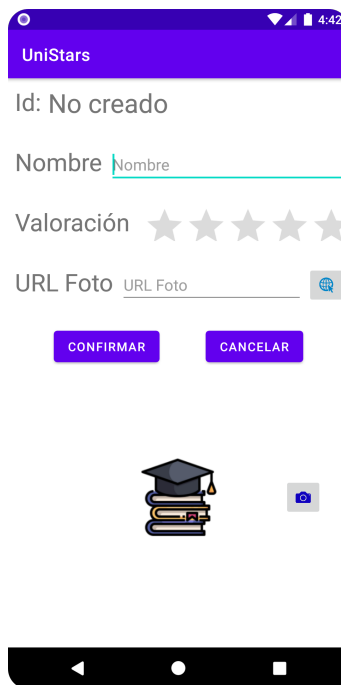 4:42
UniStars
Id: No creado
Nombre Nombre
Valoración
URL Foto URL Foto
CONFIRMAR CANCELAR